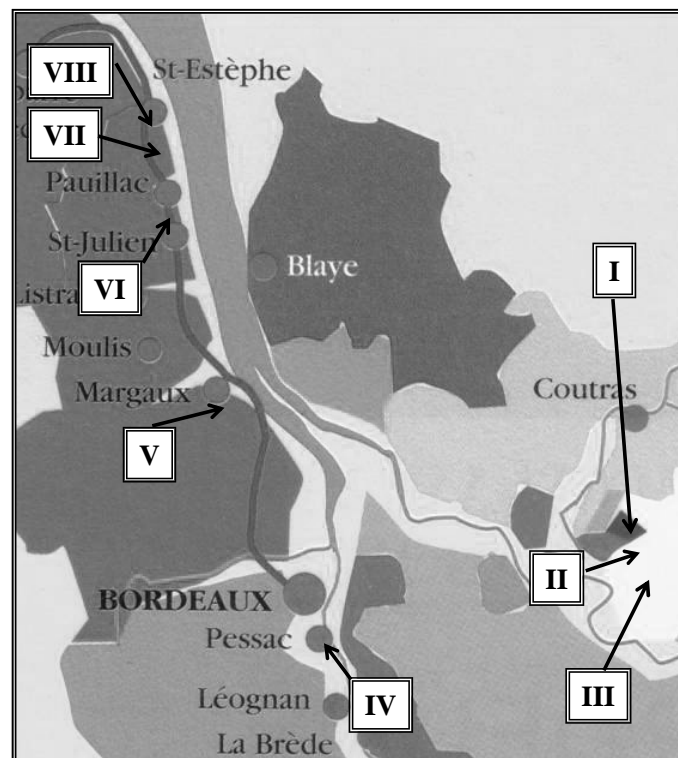 VIII
St-Estèphe
VII
Pauillac
St-Julien
VI
Blaye
I
Moulis
Margaux
Coutras
V
II
BORDEAUX
Pessac
III
IV
Léognan
La Brède